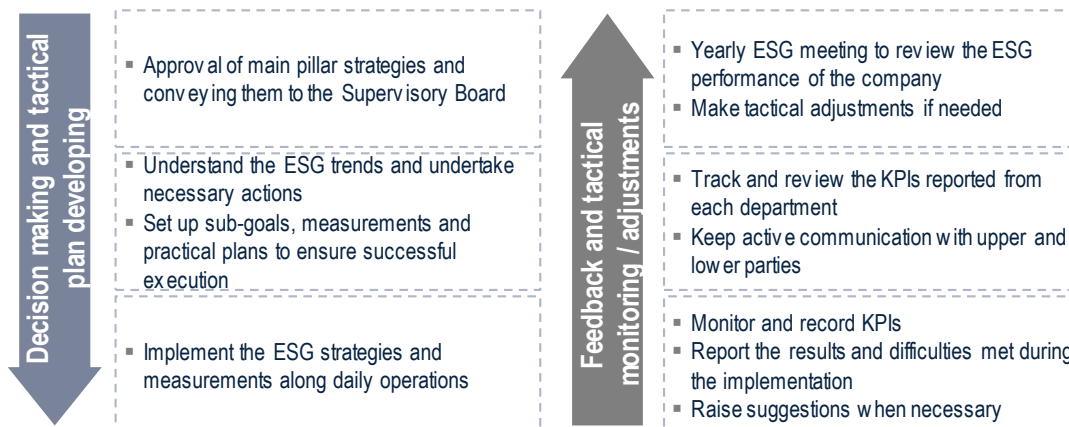 Decision making and tactical
plan developing
▪ Approval of main pillar strategies and
conveying them to the Supervisory Board
▪ Understand the ESG trends and undertake
necessary actions
▪ Set up sub-goals, measurements and
practical plans to ensure successful
execution
▪ Implement the ESG strategies and
measurements along daily operations
Feedback and tactical
monitoring / adjustments
▪ Yearly ESG meeting to review the ESG
performance of the company
▪ Make tactical adjustments if needed
▪ Track and review the KPIs reported from
each department
▪ Keep active communication with upper and
lower parties
▪ Monitor and record KPIs
▪ Report the results and difficulties met during
the implementation
▪ Raise suggestions when necessary